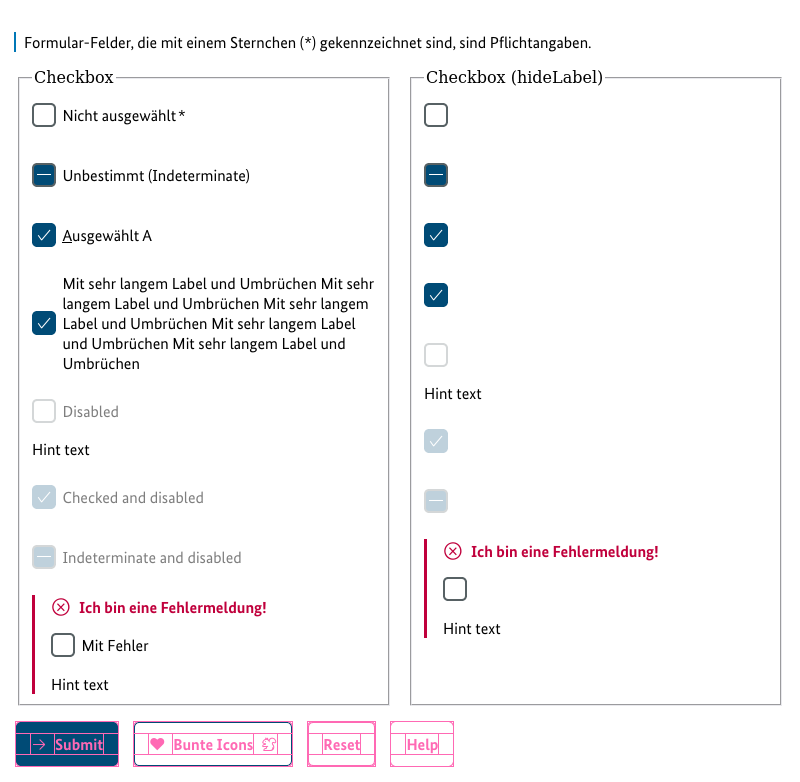 Formular-Felder, die mit einem Sternchen (*) gekennzeichnet sind, sind Pflichtangaben.
Checkbox
Nicht ausgewählt *
Unbestimmt (Indeterminate)
Ausgewählt A
Mit sehr langem Label und Umbrüchen Mit sehr
langem Label und Umbrüchen Mit sehr langem
Label und Umbrüchen Mit sehr langem Label
und Umbrüchen Mit sehr langem Label und
Umbrüchen
Disabled
Hint text
Checked and disabled
Indeterminate and disabled
Ich bin eine Fehlermeldung!
Mit Fehler
Hint text
Checkbox (hideLabel)
Hint text
Ich bin eine Fehlermeldung!
Hint text
Submit
Bunte Icons
Reset
Help